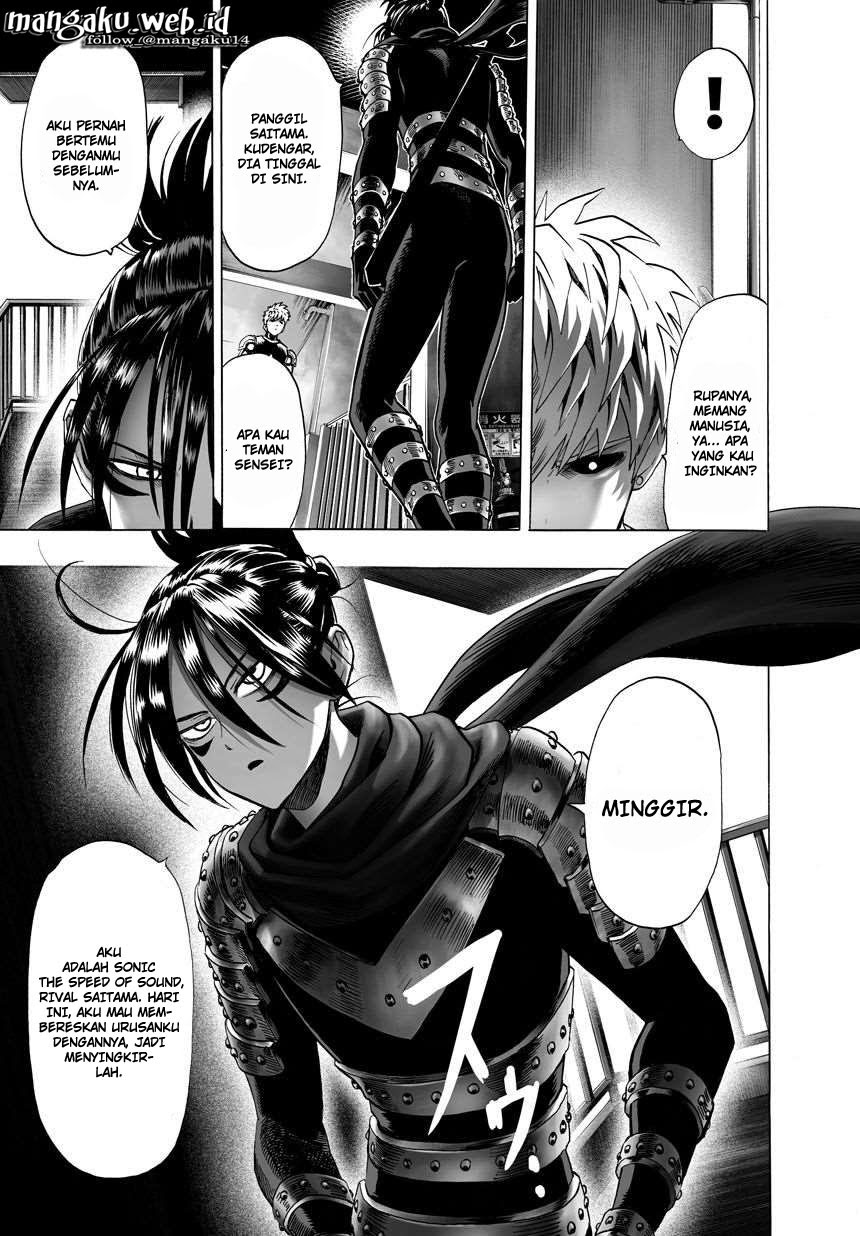 mangaku.web.id
follow @mangaku14
!
RUPANYA,
MEMANG
MANUSIA,
YA... APA
YANG KAU
INGINKAN?
PANGGIL
SAITAMA.
KUDENGAR,
DIA TINGGAL
DI SINI.
APA KAU
TEMAN
SENSEI?
AKU PERNAH
BERTEMU
DENGANMU
SEBELUM-
NYA.
MINGGIR.
AKU
ADALAH SONIC
THE SPEED OF SOUND,
RIVAL SAITAMA. HARI
INI, AKU MAU MEM-
BERESKAN URUSANKU
DENGANNYA, JADI
MENYINGKIR-
LAH.
スゥ…